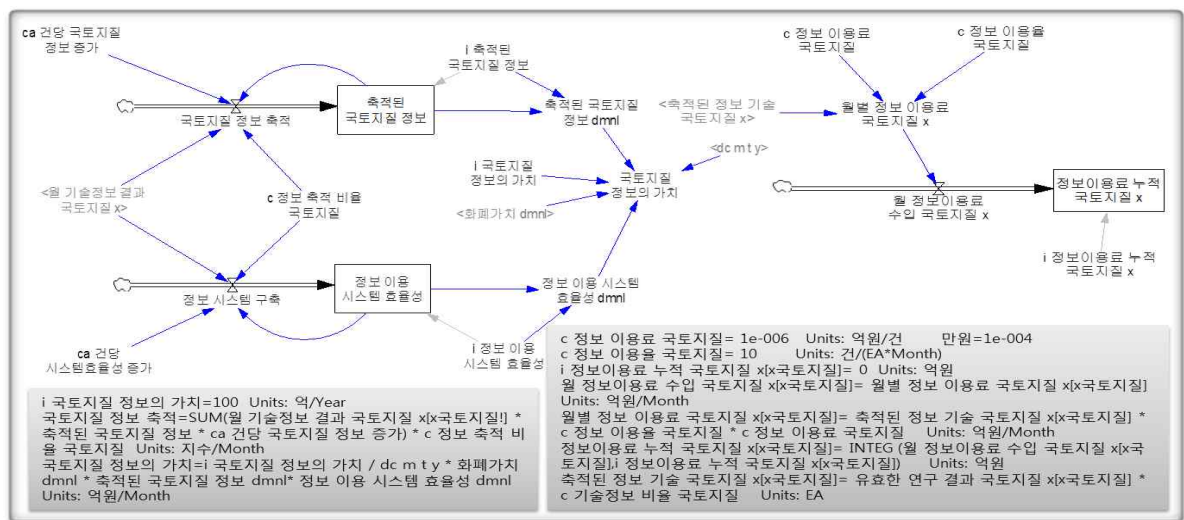 ca 건당 국토지질
정보 증가
국토지질 정보 축적
축적된
국토지질 정보
i 축적된
국토지질 정보
축적된 국토지질
정보 dmnl
<월 기술정보 결과
국토지질 x>
c 정보 축적 비율
국토지질
i 국토지질
정보의 가치
<화폐가치 dmnl>
국토지질
정보의 가치
<dc m t y>
정보 시스템 구축
정보 이용
시스템 효율성
정보 이용 시스템
효율성 dmnl
ca 건당
시스템효율성 증가
i 정보 이용
시스템 효율성
c 정보 이용료
국토지질
c 정보 이용율
국토지질
<축적된 정보 기술
국토지질 x>
월별 정보 이용료
국토지질 x
월 정보이용료
수입 국토지질 x
정보이용료 누적
국토지질 x
i 정보이용료 누적
국토지질 x
i 국토지질 정보의 가치=100 Units: 억/Year
국토지질 정보 축적=SUM(월 기술정보 결과 국토지질 x[x국토지질!] *
축적된 국토지질 정보 * ca 건당 국토지질 정보 증가) * c 정보 축적 비
율 국토지질 Units: 지수/Month
국토지질 정보의 가치=i 국토지질 정보의 가치 / dc m t y * 화폐가치
dmnl * 축적된 국토지질 정보 dmnl* 정보 이용 시스템 효율성 dmnl
Units: 억원/Month
c 정보 이용료 국토지질= 1e-006 Units: 억원/건 만원=1e-004
c 정보 이용율 국토지질= 10 Units: 건/(EA*Month)
i 정보이용료 누적 국토지질 x[x국토지질]= 0 Units: 억원
월 정보이용료 수입 국토지질 x[x국토지질]= 월별 정보 이용료 국토지질 x[x국토지질]
Units: 억원/Month
월별 정보 이용료 국토지질 x[x국토지질]= 축적된 정보 기술 국토지질 x[x국토지질] *
c 정보 이용율 국토지질 * c 정보 이용료 국토지질 Units: 억원/Month
정보이용료 누적 국토지질 x[x국토지질]= INTEG (월 정보이용료 수입 국토지질 x[x국
토지질],i 정보이용료 누적 국토지질 x[x국토지질]) Units: 억원
축적된 정보 기술 국토지질 x[x국토지질]= 유효한 연구 결과 국토지질 x[x국토지질] *
c 기술정보 비율 국토지질 Units: EA